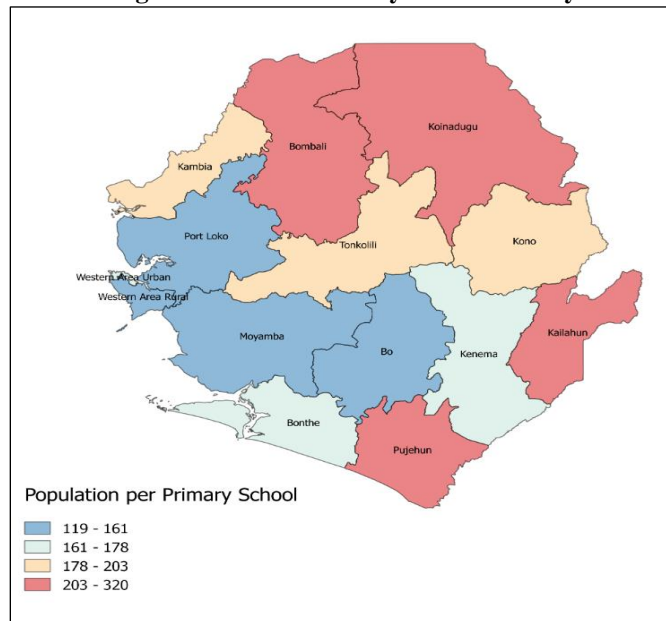 Koinadugu
Bombali
Kambia
Port Loko
Tonkolili
Kono
Western Area Urban
Western Area Rural
Kailahun
Moyamba
Bo
Kenema
Bonthe
Pujehun
Population per Primary School
119 - 161
161 - 178
178 - 203
203 - 320